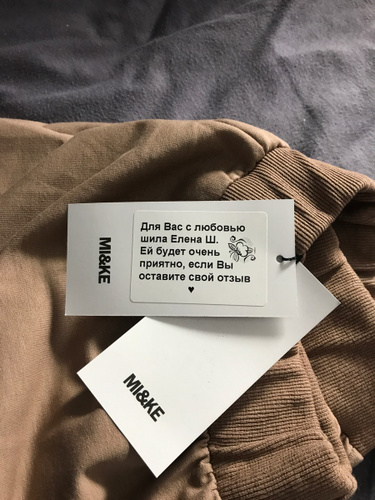 MI&KE
Для Вас с любовью
шила Елена Ш.
Ей будет очень
приятно, если Вы
оставите свой отзыв
♥
MI&KE